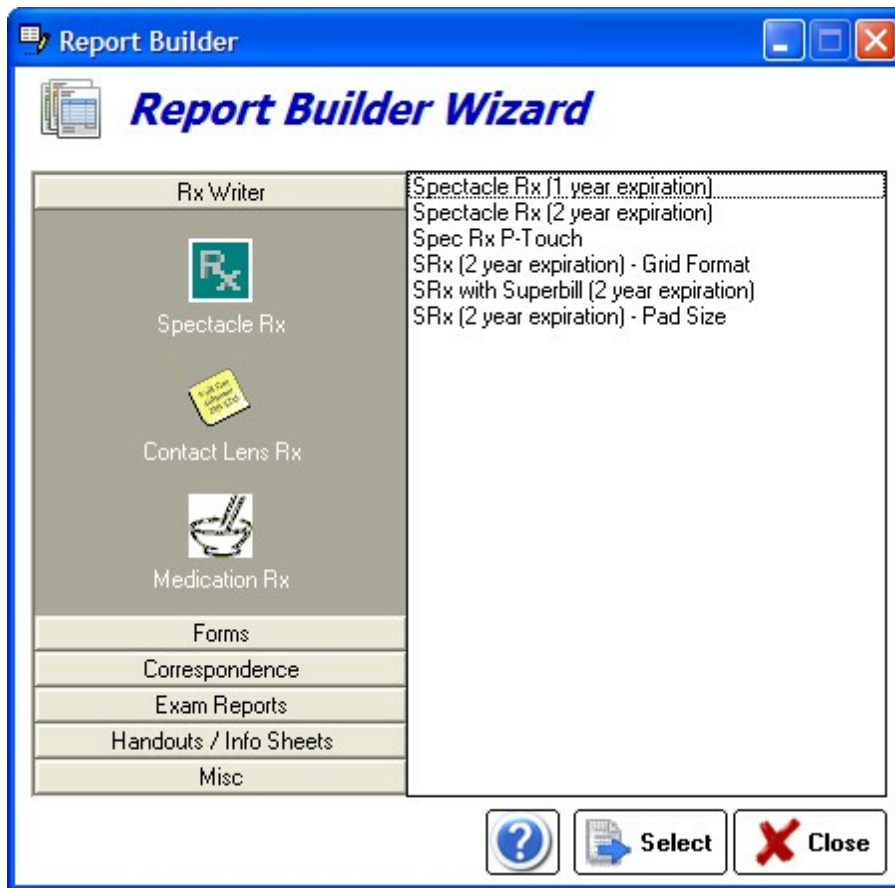 Report Builder
Report Builder Wizard
Rx Writer
Rx
Spectacle Rx
Contact Lens Rx
Medication Rx
Forms
Correspondence
Exam Reports
Handouts / Info Sheets
Misc
Spectacle Rx (1 year expiration)
Spectacle Rx (2 year expiration)
Spec Rx P-Touch
SRx (2 year expiration) - Grid Format
SRx with Superbill (2 year expiration)
SRx (2 year expiration) - Pad Size
?
Select
Close